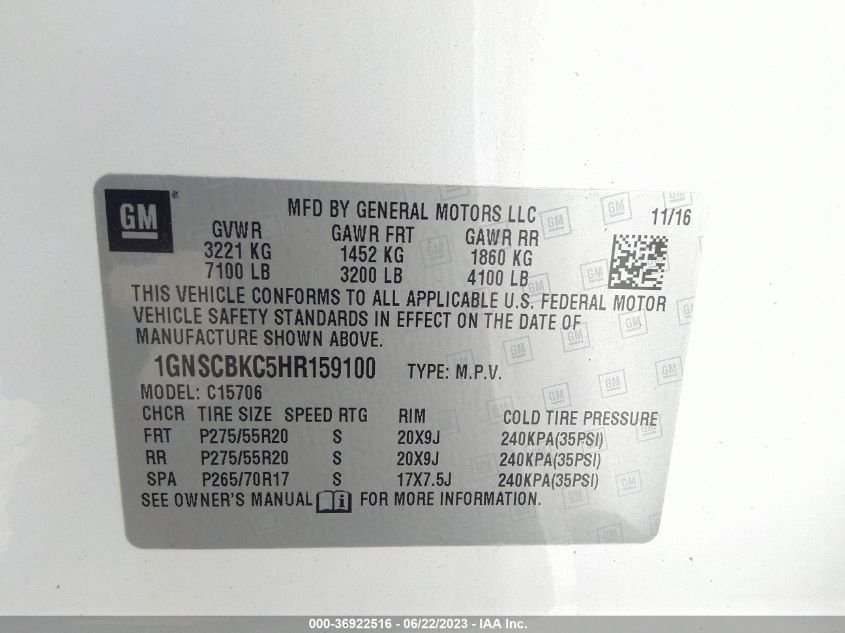 GM ®
MFD BY GENERAL MOTORS LLC 11/16
GVWR GAWR FRT GAWR RR
3221 KG 1452 KG 1860 KG
7100 LB 3200 LB 4100 LB
THIS VEHICLE CONFORMS TO ALL APPLICABLE U.S. FEDERAL MOTOR
VEHICLE SAFETY STANDARDS IN EFFECT ON THE DATE OF
MANUFACTURE SHOWN ABOVE.
1GNSCBKC5HR159100 TYPE: M.P.V.
MODEL: C15706
CHCR TIRE SIZE SPEED RTG RIM COLD TIRE PRESSURE
FRT P275/55R20 S 20X9J 240KPA(35PSI)
RR P275/55R20 S 20X9J 240KPA(35PSI)
SPA P265/70R17 S 17X7.5J 240KPA(35PSI)
SEE OWNER'S MANUAL FOR MORE INFORMATION.
000-36922516 - 06/22/2023 - IAA Inc.